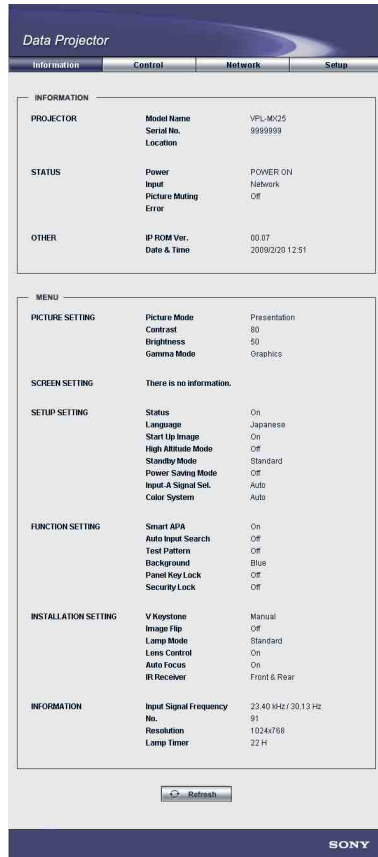 Data Projector
Information Control Network Setup
INFORMATION
PROJECTOR Model Name VPL-MX25
Serial No. 9999999
Location
STATUS Power POWER ON
Input Network
Picture Muting Off
Error
OTHER IP ROM Ver. 00.07
Date & Time 2009/2/20 12:51
MENU
PICTURE SETTING Picture Mode Presentation
Contrast 80
Brightness 50
Gamma Mode Graphics
SCREEN SETTING There is no information.
SETUP SETTING Status On
Language Japanese
Start Up Image On
High Altitude Mode Off
Standby Mode Standard
Power Saving Mode Off
Input-A Signal Sel. Auto
Color System Auto
FUNCTION SETTING Smart APA On
Auto Input Search Off
Test Pattern Off
Background Blue
Panel Key Lock Off
Security Lock Off
INSTALLATION SETTING V Keystone Manual
Image Flip Off
Lamp Mode Standard
Lens Control On
Auto Focus On
IR Receiver Front & Rear
INFORMATION Input Signal Frequency 23.40 kHz / 30.13 Hz
No. 91
Resolution 1024x768
Lamp Timer 22 H
Refresh
SONY